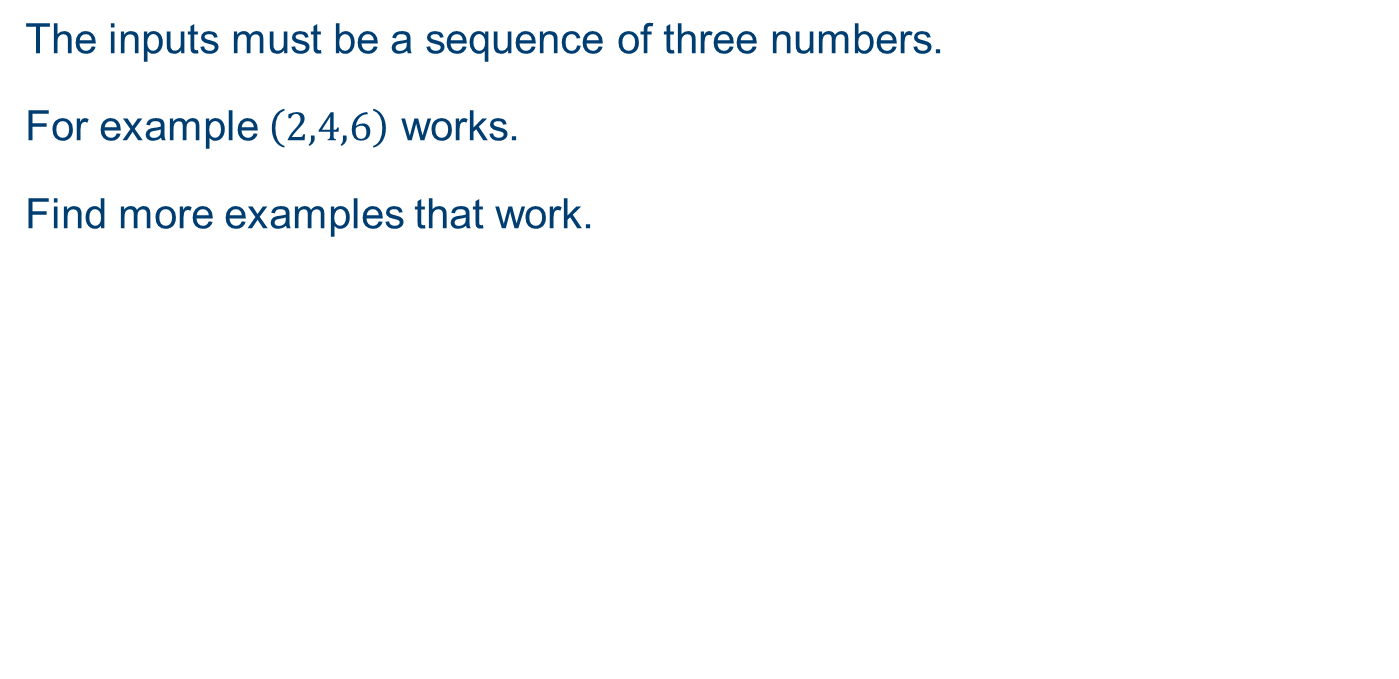 The inputs must be a sequence of three numbers.
For example (2,4,6) works.
Find more examples that work.